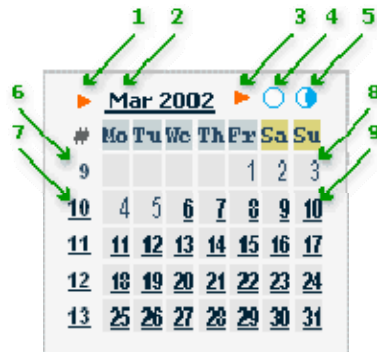 1 2 3 4 5
Mar 2002
6 # Mo Tu We Th Fr Sa Su 8
7 9 1 2 3 9
10 4 5 6 7 8 9 10
11 11 12 13 14 15 16 17
12 18 19 20 21 22 23 24
13 25 26 27 28 29 30 31